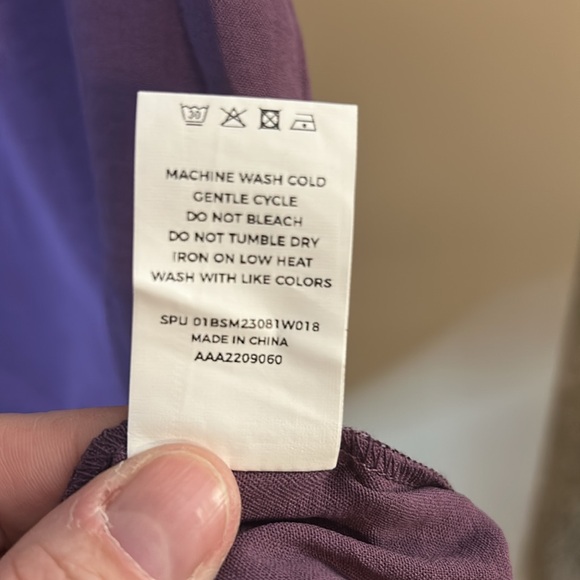 30
MACHINE WASH COLD
GENTLE CYCLE
DO NOT BLEACH
DO NOT TUMBLE DRY
IRON ON LOW HEAT
WASH WITH LIKE COLORS
SPU 01BSM23081W018
MADE IN CHINA
AAA2209060